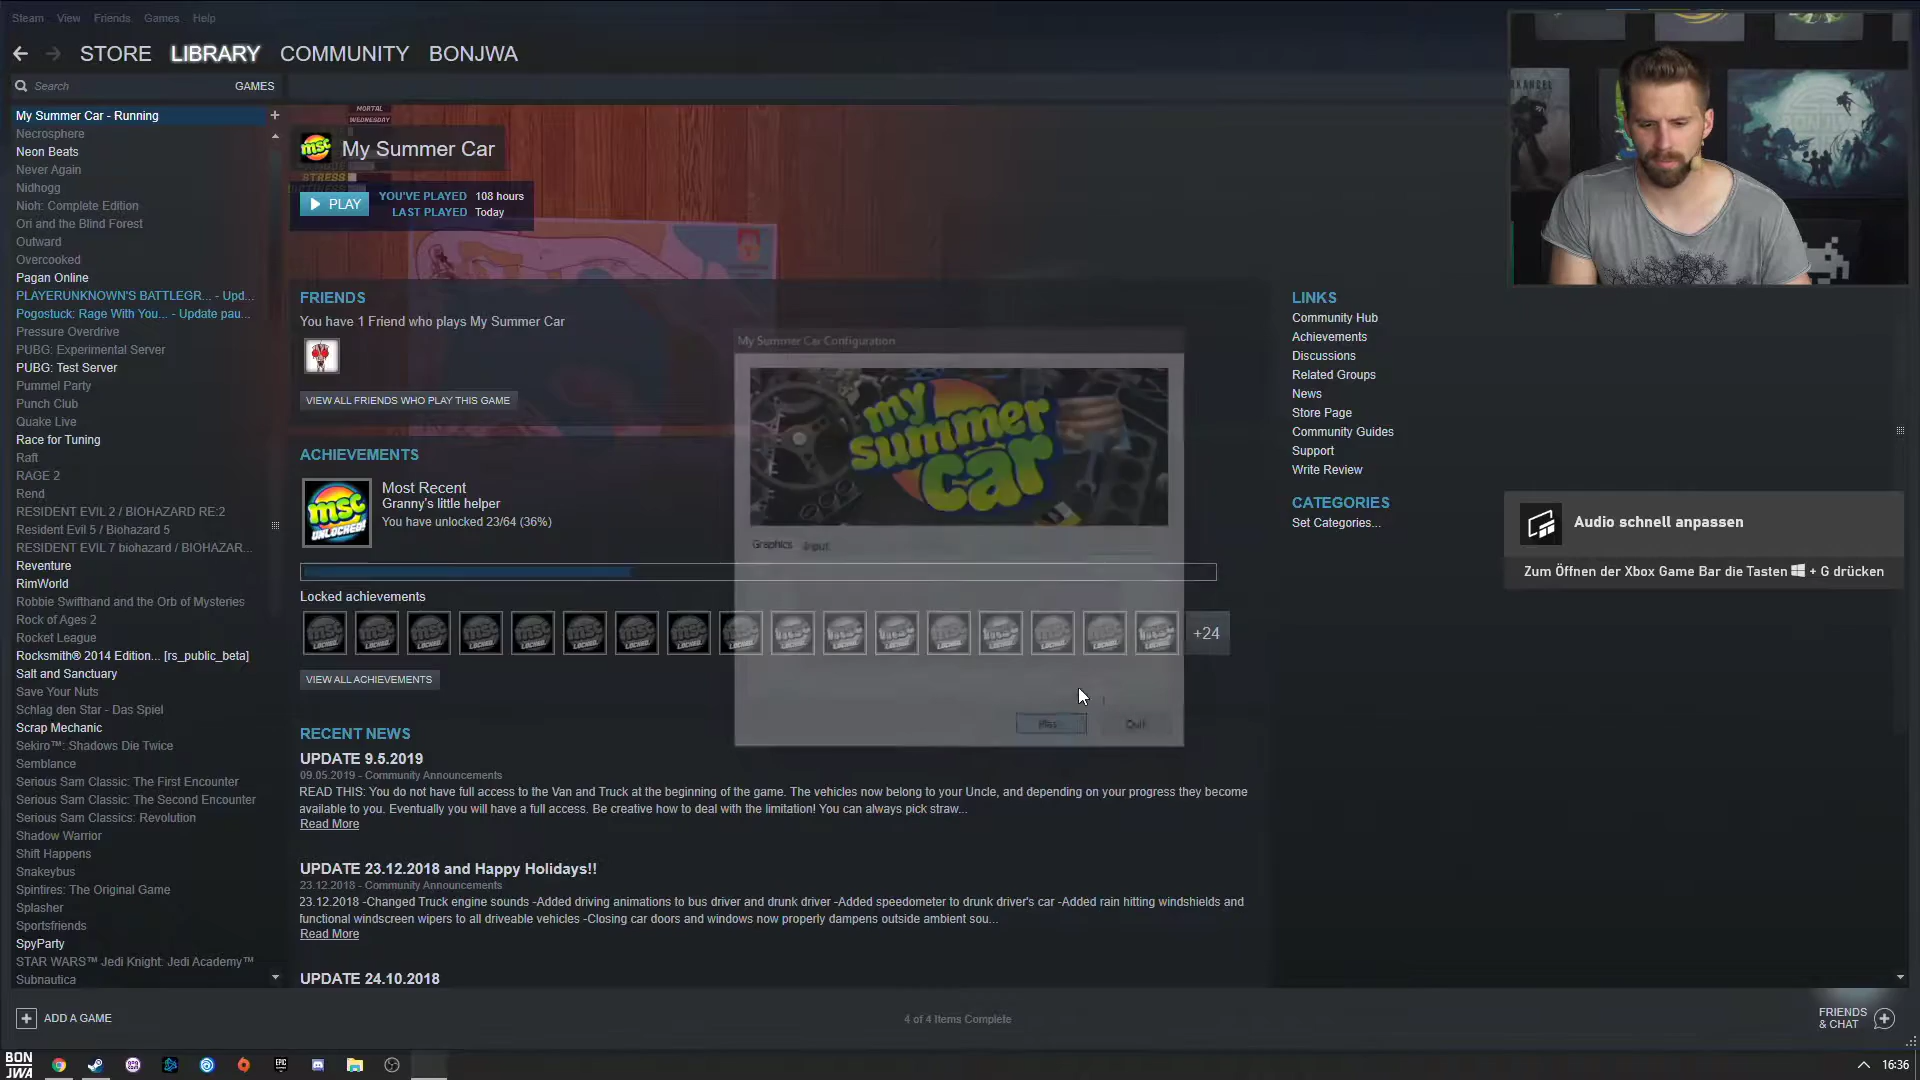 Steam View Friends Games Help
STORE LIBRARY COMMUNITY BONJWA
Search GAMES
My Summer Car - Running
Necrosphere
Neon Beats
Never Again
Nidhogg
Nioh: Complete Edition
Ori and the Blind Forest
Outward
Overcooked
Pagan Online
PLAYERUNKNOWN'S BATTLEGR... - Upd...
Pogostuck: Rage With You... - Update pau...
Pressure Overdrive
PUBG: Experimental Server
PUBG: Test Server
Pummel Party
Punch Club
Quake Live
Race for Tuning
Raft
RAGE 2
Rend
RESIDENT EVIL 2 / BIOHAZARD RE:2
Resident Evil 5 / Biohazard 5
RESIDENT EVIL 7 biohazard / BIOHAZAR...
Reventure
RimWorld
Robbie Swifthand and the Orb of Mysteries
Rock of Ages 2
Rocket League
Rocksmith® 2014 Edition... [rs_public_beta]
Salt and Sanctuary
Save Your Nuts
Schlag den Star - Das Spiel
Scrap Mechanic
Sekiro™: Shadows Die Twice
Semblance
Serious Sam Classic: The First Encounter
Serious Sam Classic: The Second Encounter
Serious Sam Classics: Revolution
Shadow Warrior
Shift Happens
Snakeybus
Spintires: The Original Game
Splasher
Sportsfriends
SpyParty
STAR WARS™ Jedi Knight: Jedi Academy™
Subnautica
ADD A GAME
MORTAL
WEDNESDAY
msc My Summer Car
STRESS
PLAY
YOU'VE PLAYED 108 hours
LAST PLAYED Today
FRIENDS
You have 1 Friend who plays My Summer Car
VIEW ALL FRIENDS WHO PLAY THIS GAME
ACHIEVEMENTS
msc
UNLOCKED!
Most Recent
Granny's little helper
You have unlocked 23/64 (36%)
Locked achievements
+24
VIEW ALL ACHIEVEMENTS
My Summer Car Configuration
my
summer
car
Graphics Input
Play Quit
RECENT NEWS
UPDATE 9.5.2019
09.05.2019 - Community Announcements
READ THIS: You do not have full access to the Van and Truck at the beginning of the game. The vehicles now belong to your Uncle, and depending on your progress they become
available to you. Eventually you will have a full access. Be creative how to deal with the limitation! You can always pick straw...
Read More
UPDATE 23.12.2018 and Happy Holidays!!
23.12.2018 - Community Announcements
23.12.2018 -Changed Truck engine sounds -Added driving animations to bus driver and drunk driver -Added speedometer to drunk driver's car -Added rain hitting windshields and
functional windscreen wipers to all driveable vehicles -Closing car doors and windows now properly dampens outside ambient sou...
Read More
UPDATE 24.10.2018
4 of 4 Items Complete
LINKS
Community Hub
Achievements
Discussions
Related Groups
News
Store Page
Community Guides
Support
Write Review
CATEGORIES
Set Categories...
Audio schnell anpassen
Zum Öffnen der Xbox Game Bar die Tasten + G drücken
FRIENDS
& CHAT
BON
JWA
EPIC
16:36